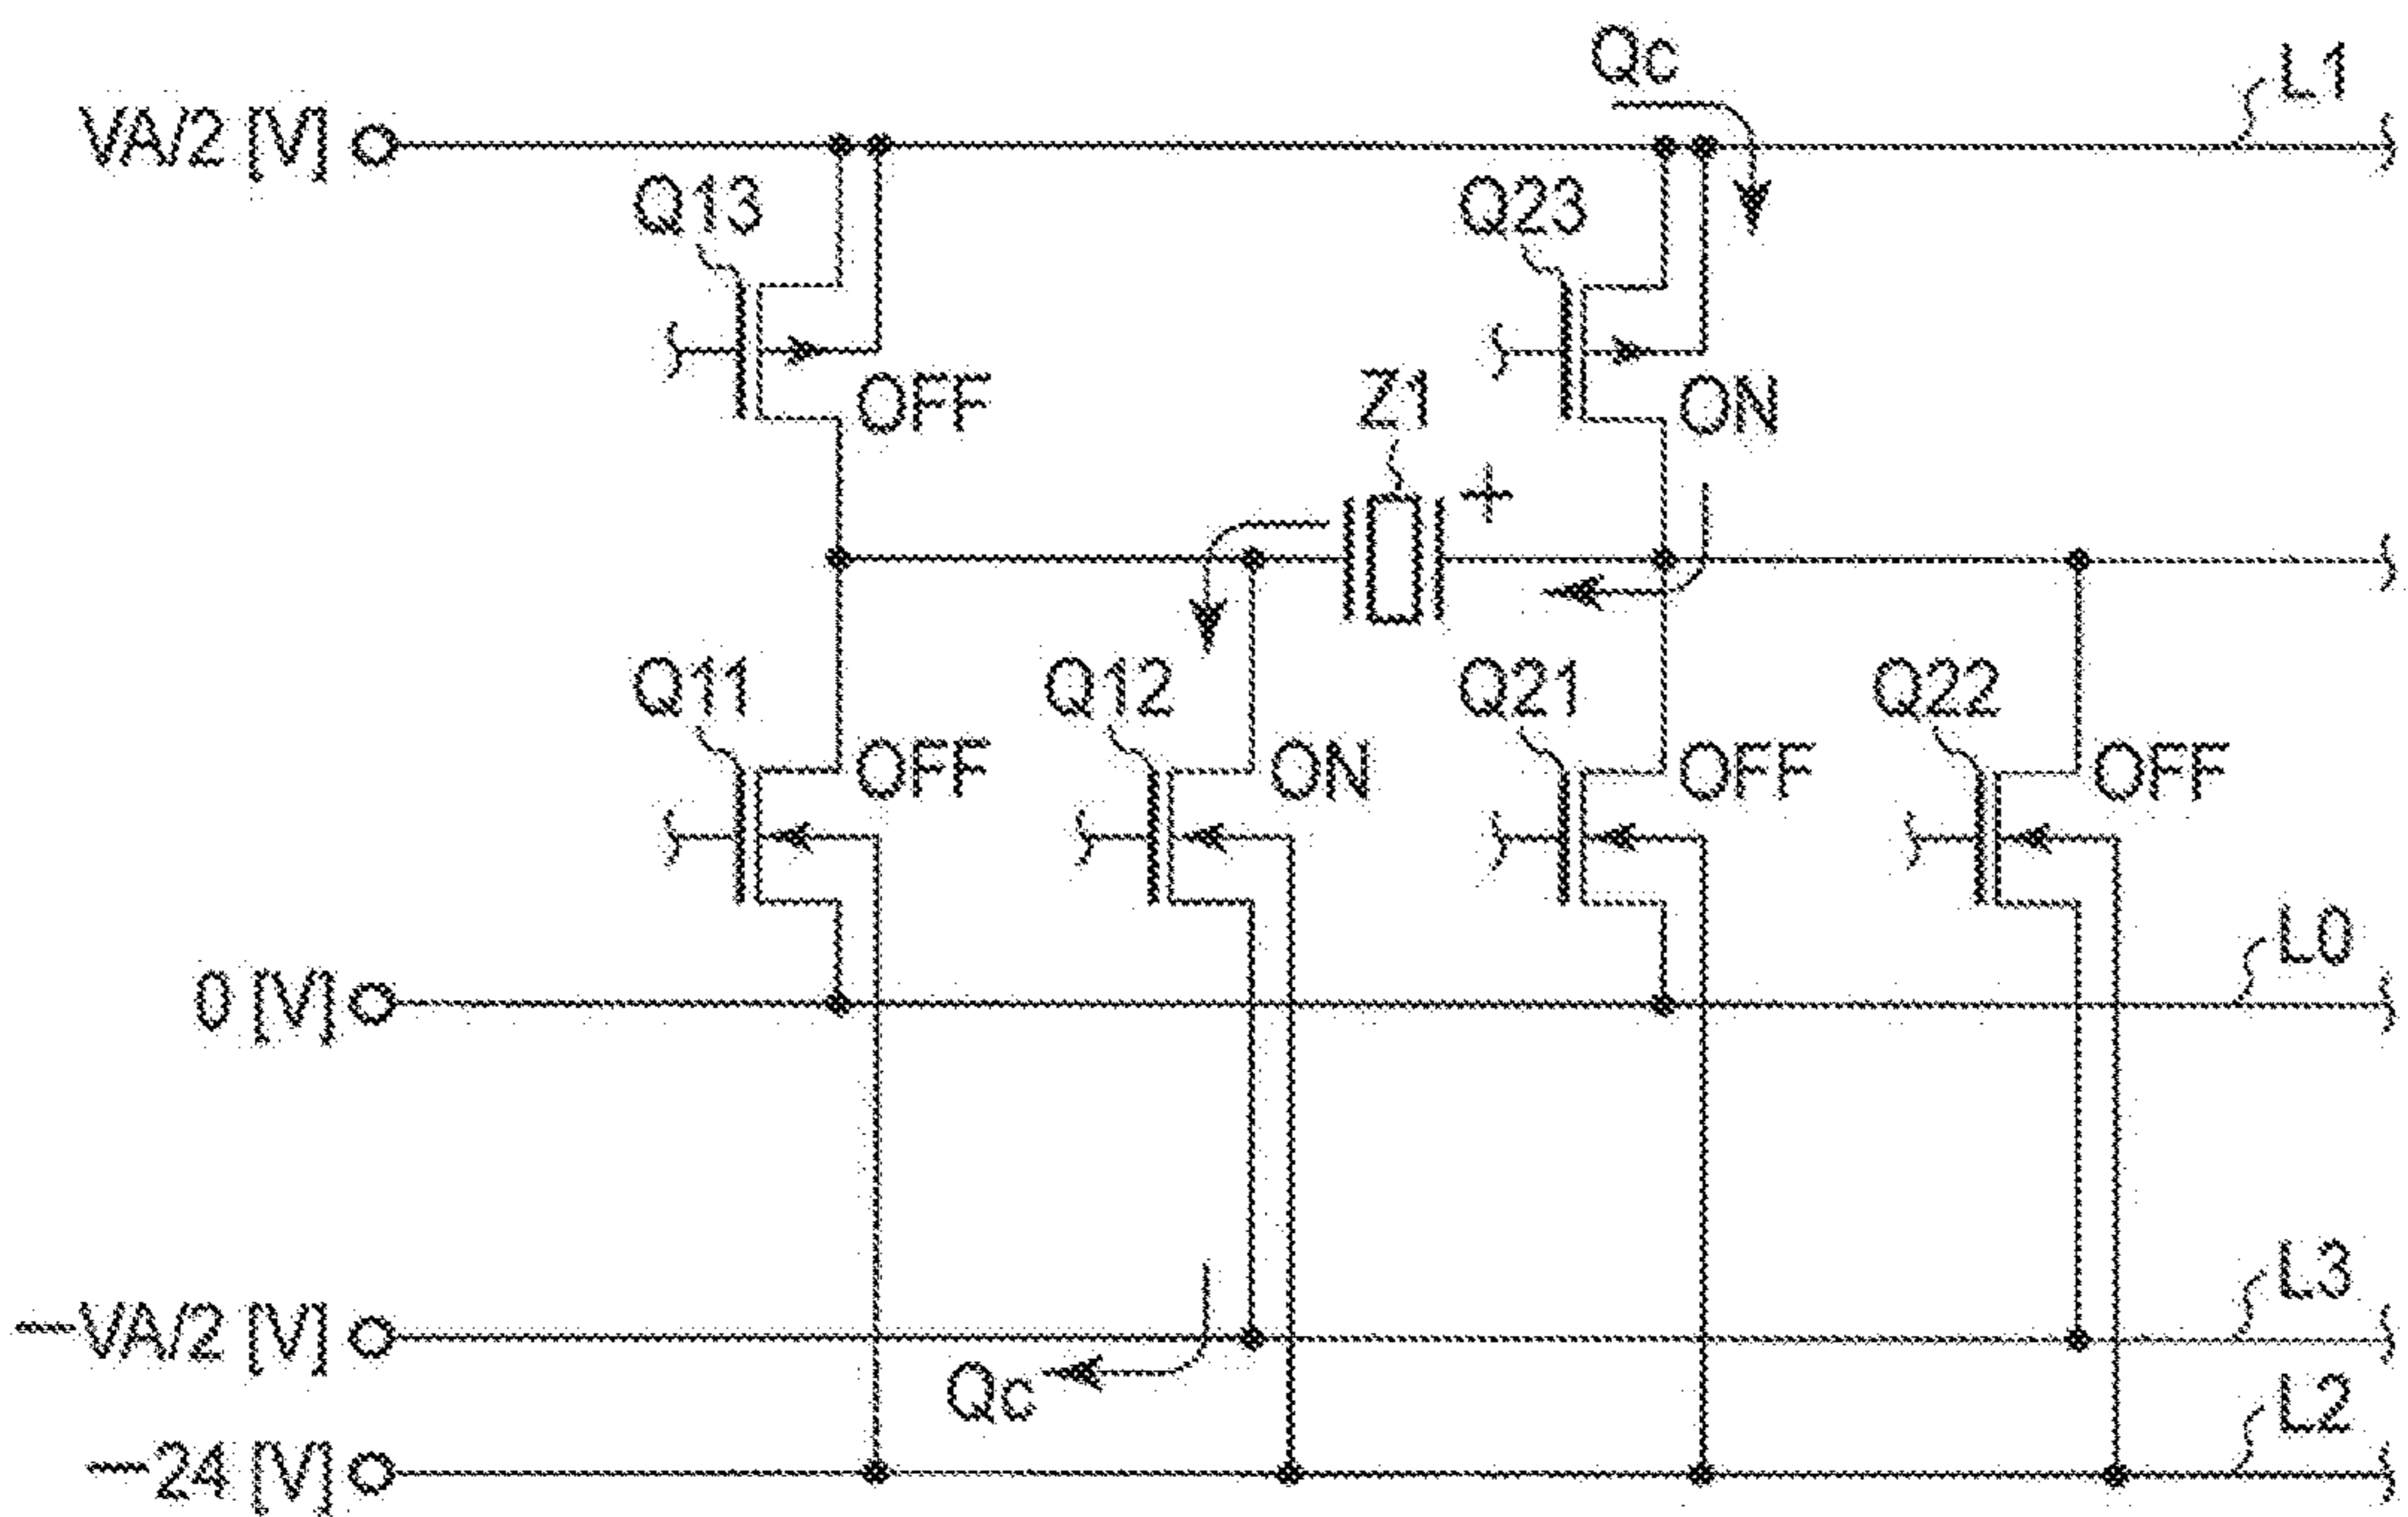 Qc
L1
VA/2 [V]
Q13
Q23
OFF
Z1
ON
+
Q11
Q12
Q21
Q22
OFF
ON
OFF
OFF
L0
0 [V]
L3
−VA/2 [V]
Qc
L2
−24 [V]